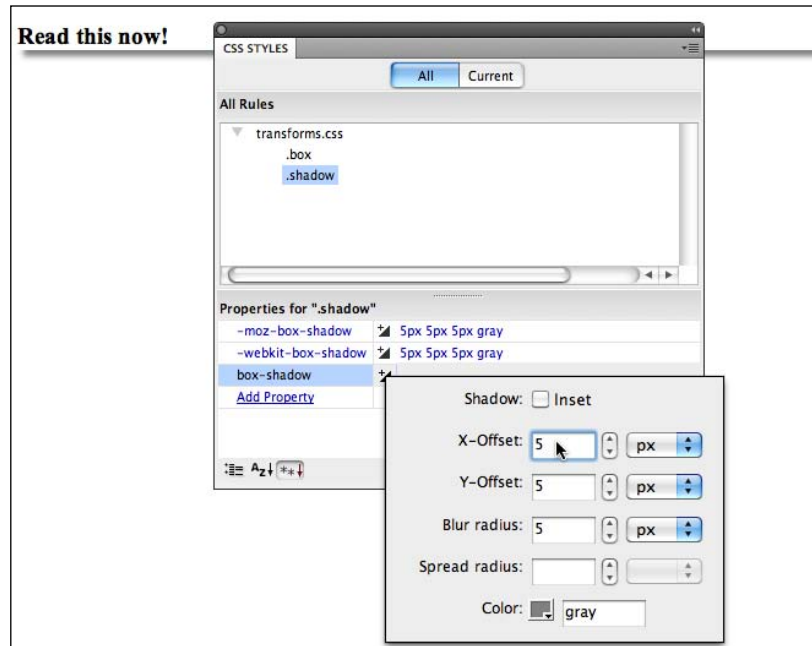 Read this now!
CSS STYLES
All Current
All Rules
transforms.css
.box
.shadow
Properties for ".shadow"
-moz-box-shadow 5px 5px 5px gray
-webkit-box-shadow 5px 5px 5px gray
box-shadow
Add Property
Shadow: Inset
X-Offset: 5 px
Y-Offset: 5 px
Blur radius: 5 px
Spread radius:
Color: gray
Az **